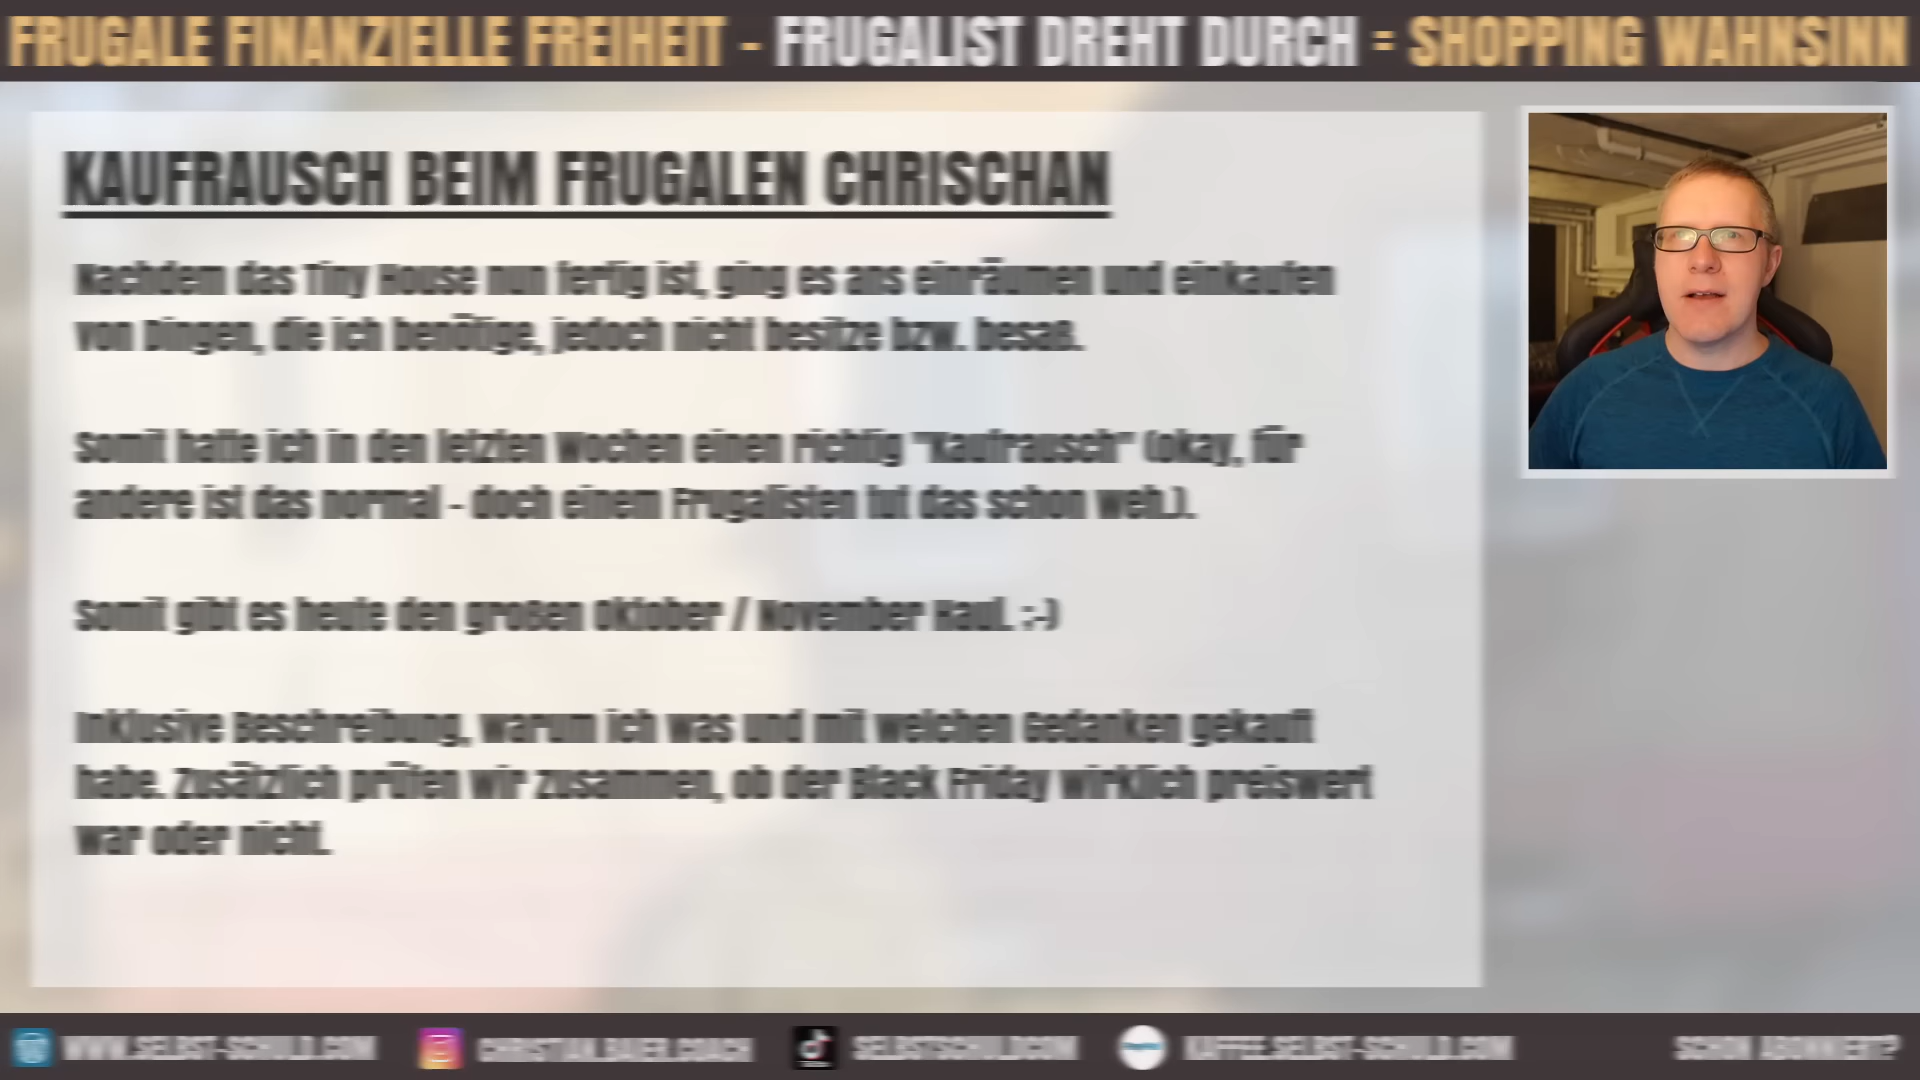 FRUGALE FINANZIELLE FREIHEIT - FRUGALIST DREHT DURCH = SHOPPING WAHNSINN
KAUFRAUSCH BEIM FRUGALEN CHRISCHAN
Nachdem das Tiny House nun fertig ist, ging es ans einräumen und einkaufen
von Dingen, die ich benötige, jedoch nicht besitze bzw. besaß.
Somit hatte ich in den letzten Wochen einen richtig "Kaufrausch" (okay, für
andere ist das normal - doch einem Frugalisten tut das schon weh.).
Somit gibt es heute den großen Oktober / November Haul. :-)
Inklusive Beschreibung, warum ich was und mit welchen Gedanken gekauft
habe. Zusätzlich prüfen wir zusammen, ob der Black Friday wirklich preiswert
war oder nicht.
WWW.SELBST-SCHULD.COM CHRISTIAN.BAIER.COACH SELBSTSCHULDCOM KAFFEE.SELBST-SCHULD.COM SCHON ABONNIERT?